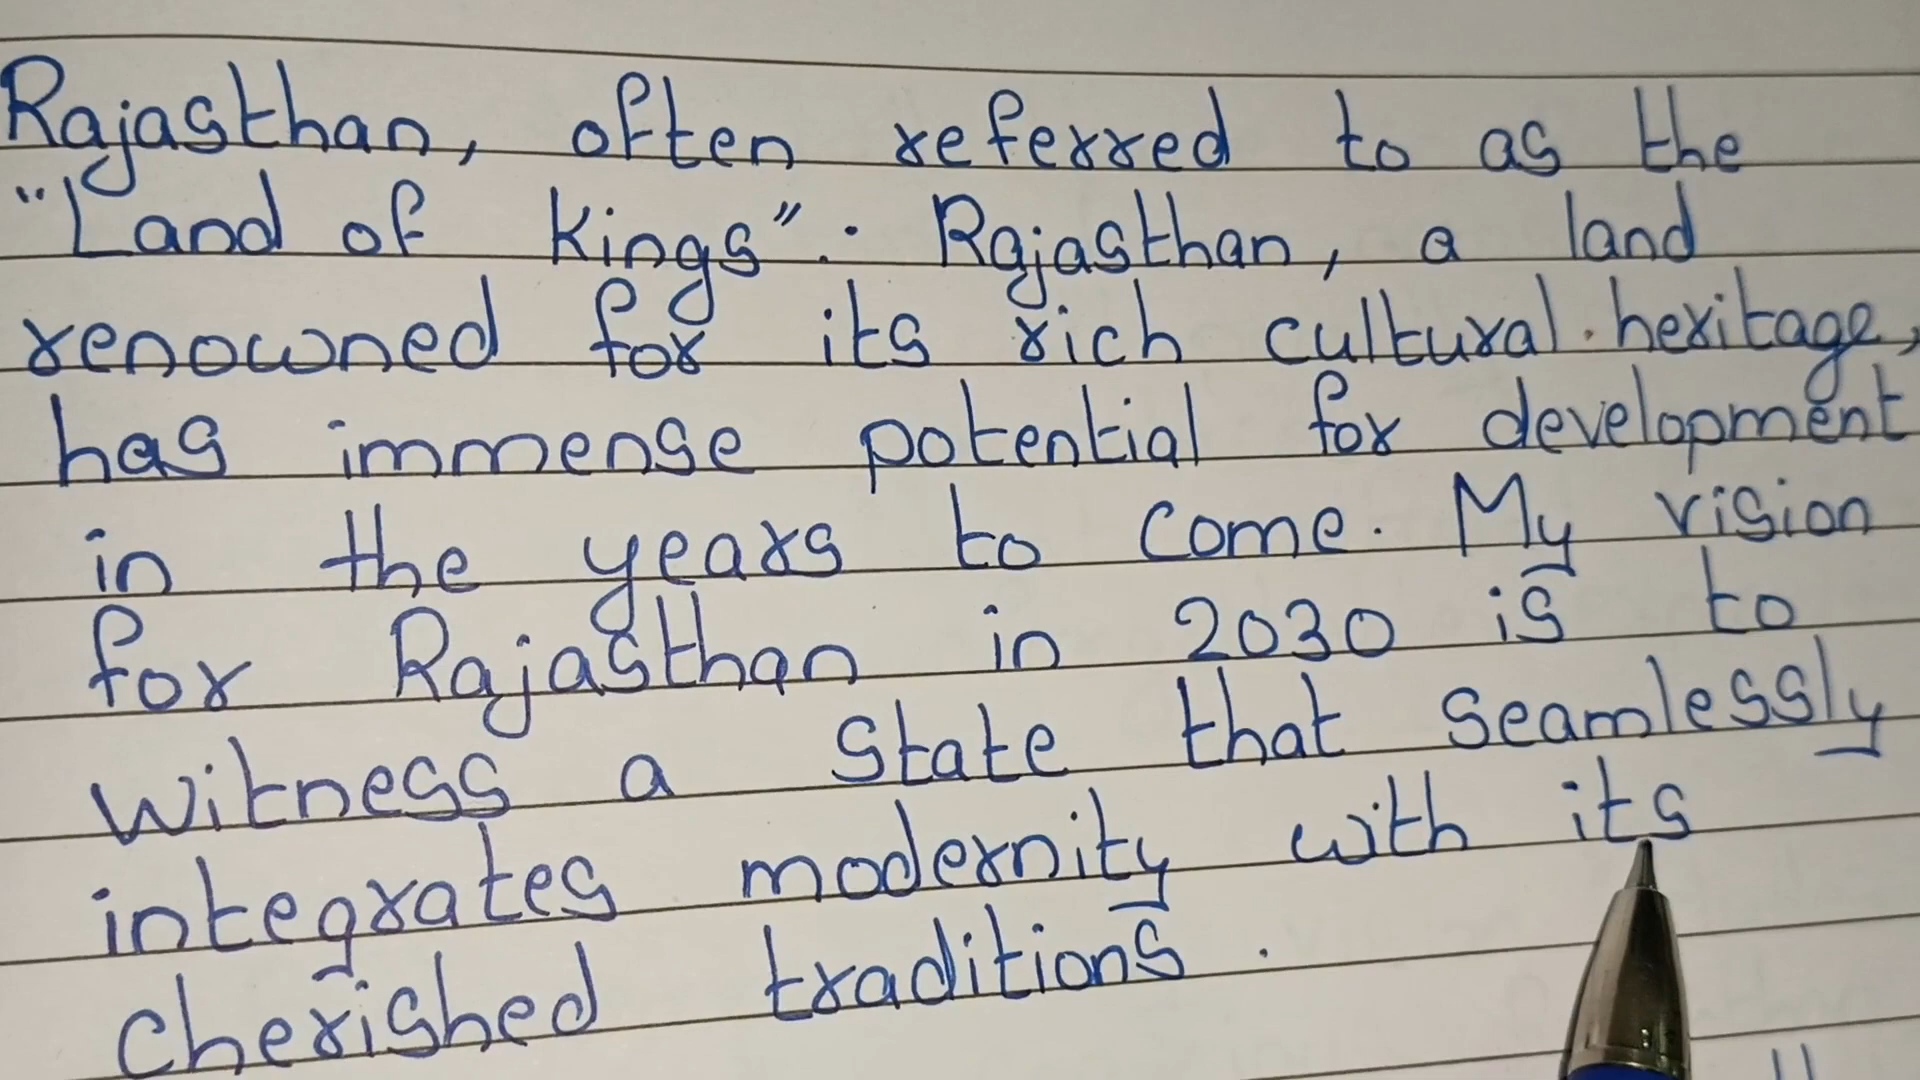 Rajasthan, often referred to as the
"Land of Kings". Rajasthan, a land
renowned for its rich cultural heritage,
has immense potential for development
in the years to come. My vision
for Rajasthan in 2030 is to
witness a state that seamlessly
integrates modernity with its
cherished traditions.